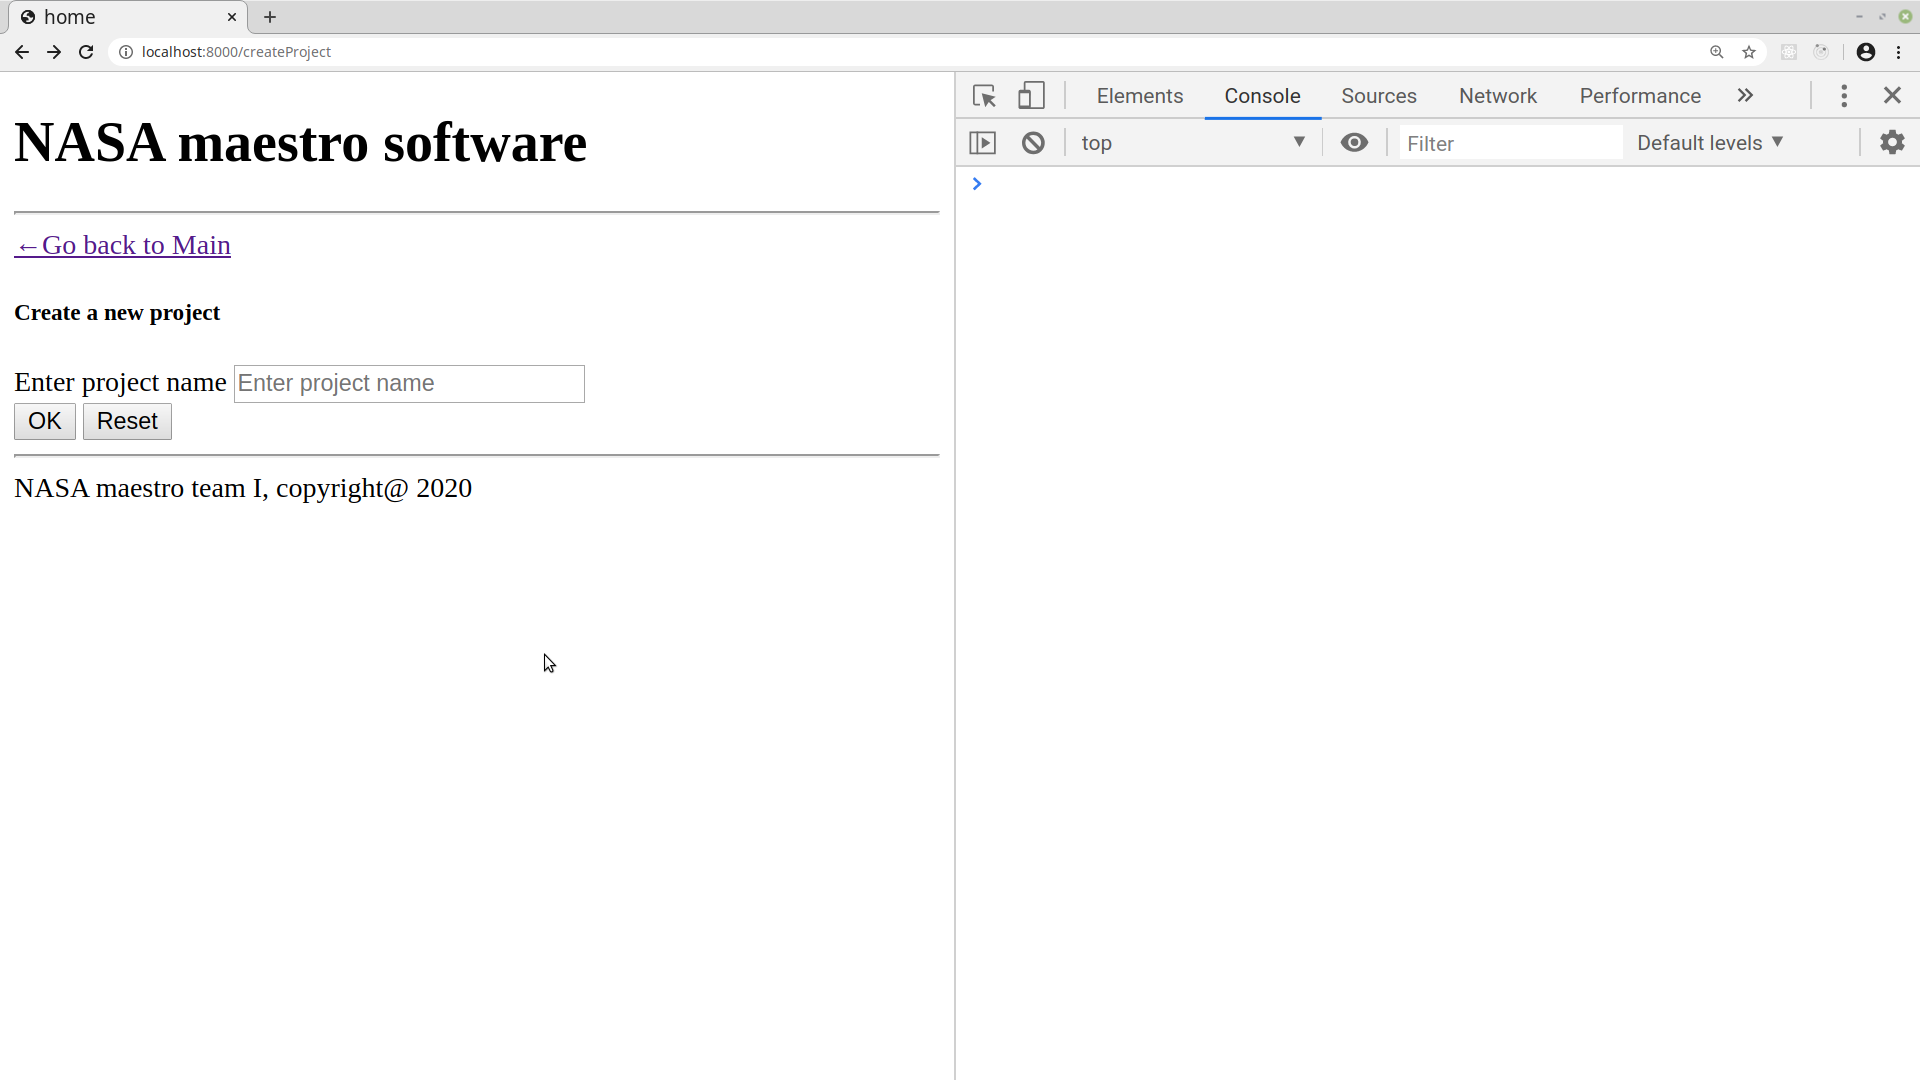 home
localhost:8000/createProject
NASA maestro software
←Go back to Main
Create a new project
Enter project name Enter project name
OK Reset
NASA maestro team I, copyright@ 2020
Elements Console Sources Network Performance
top Filter Default levels